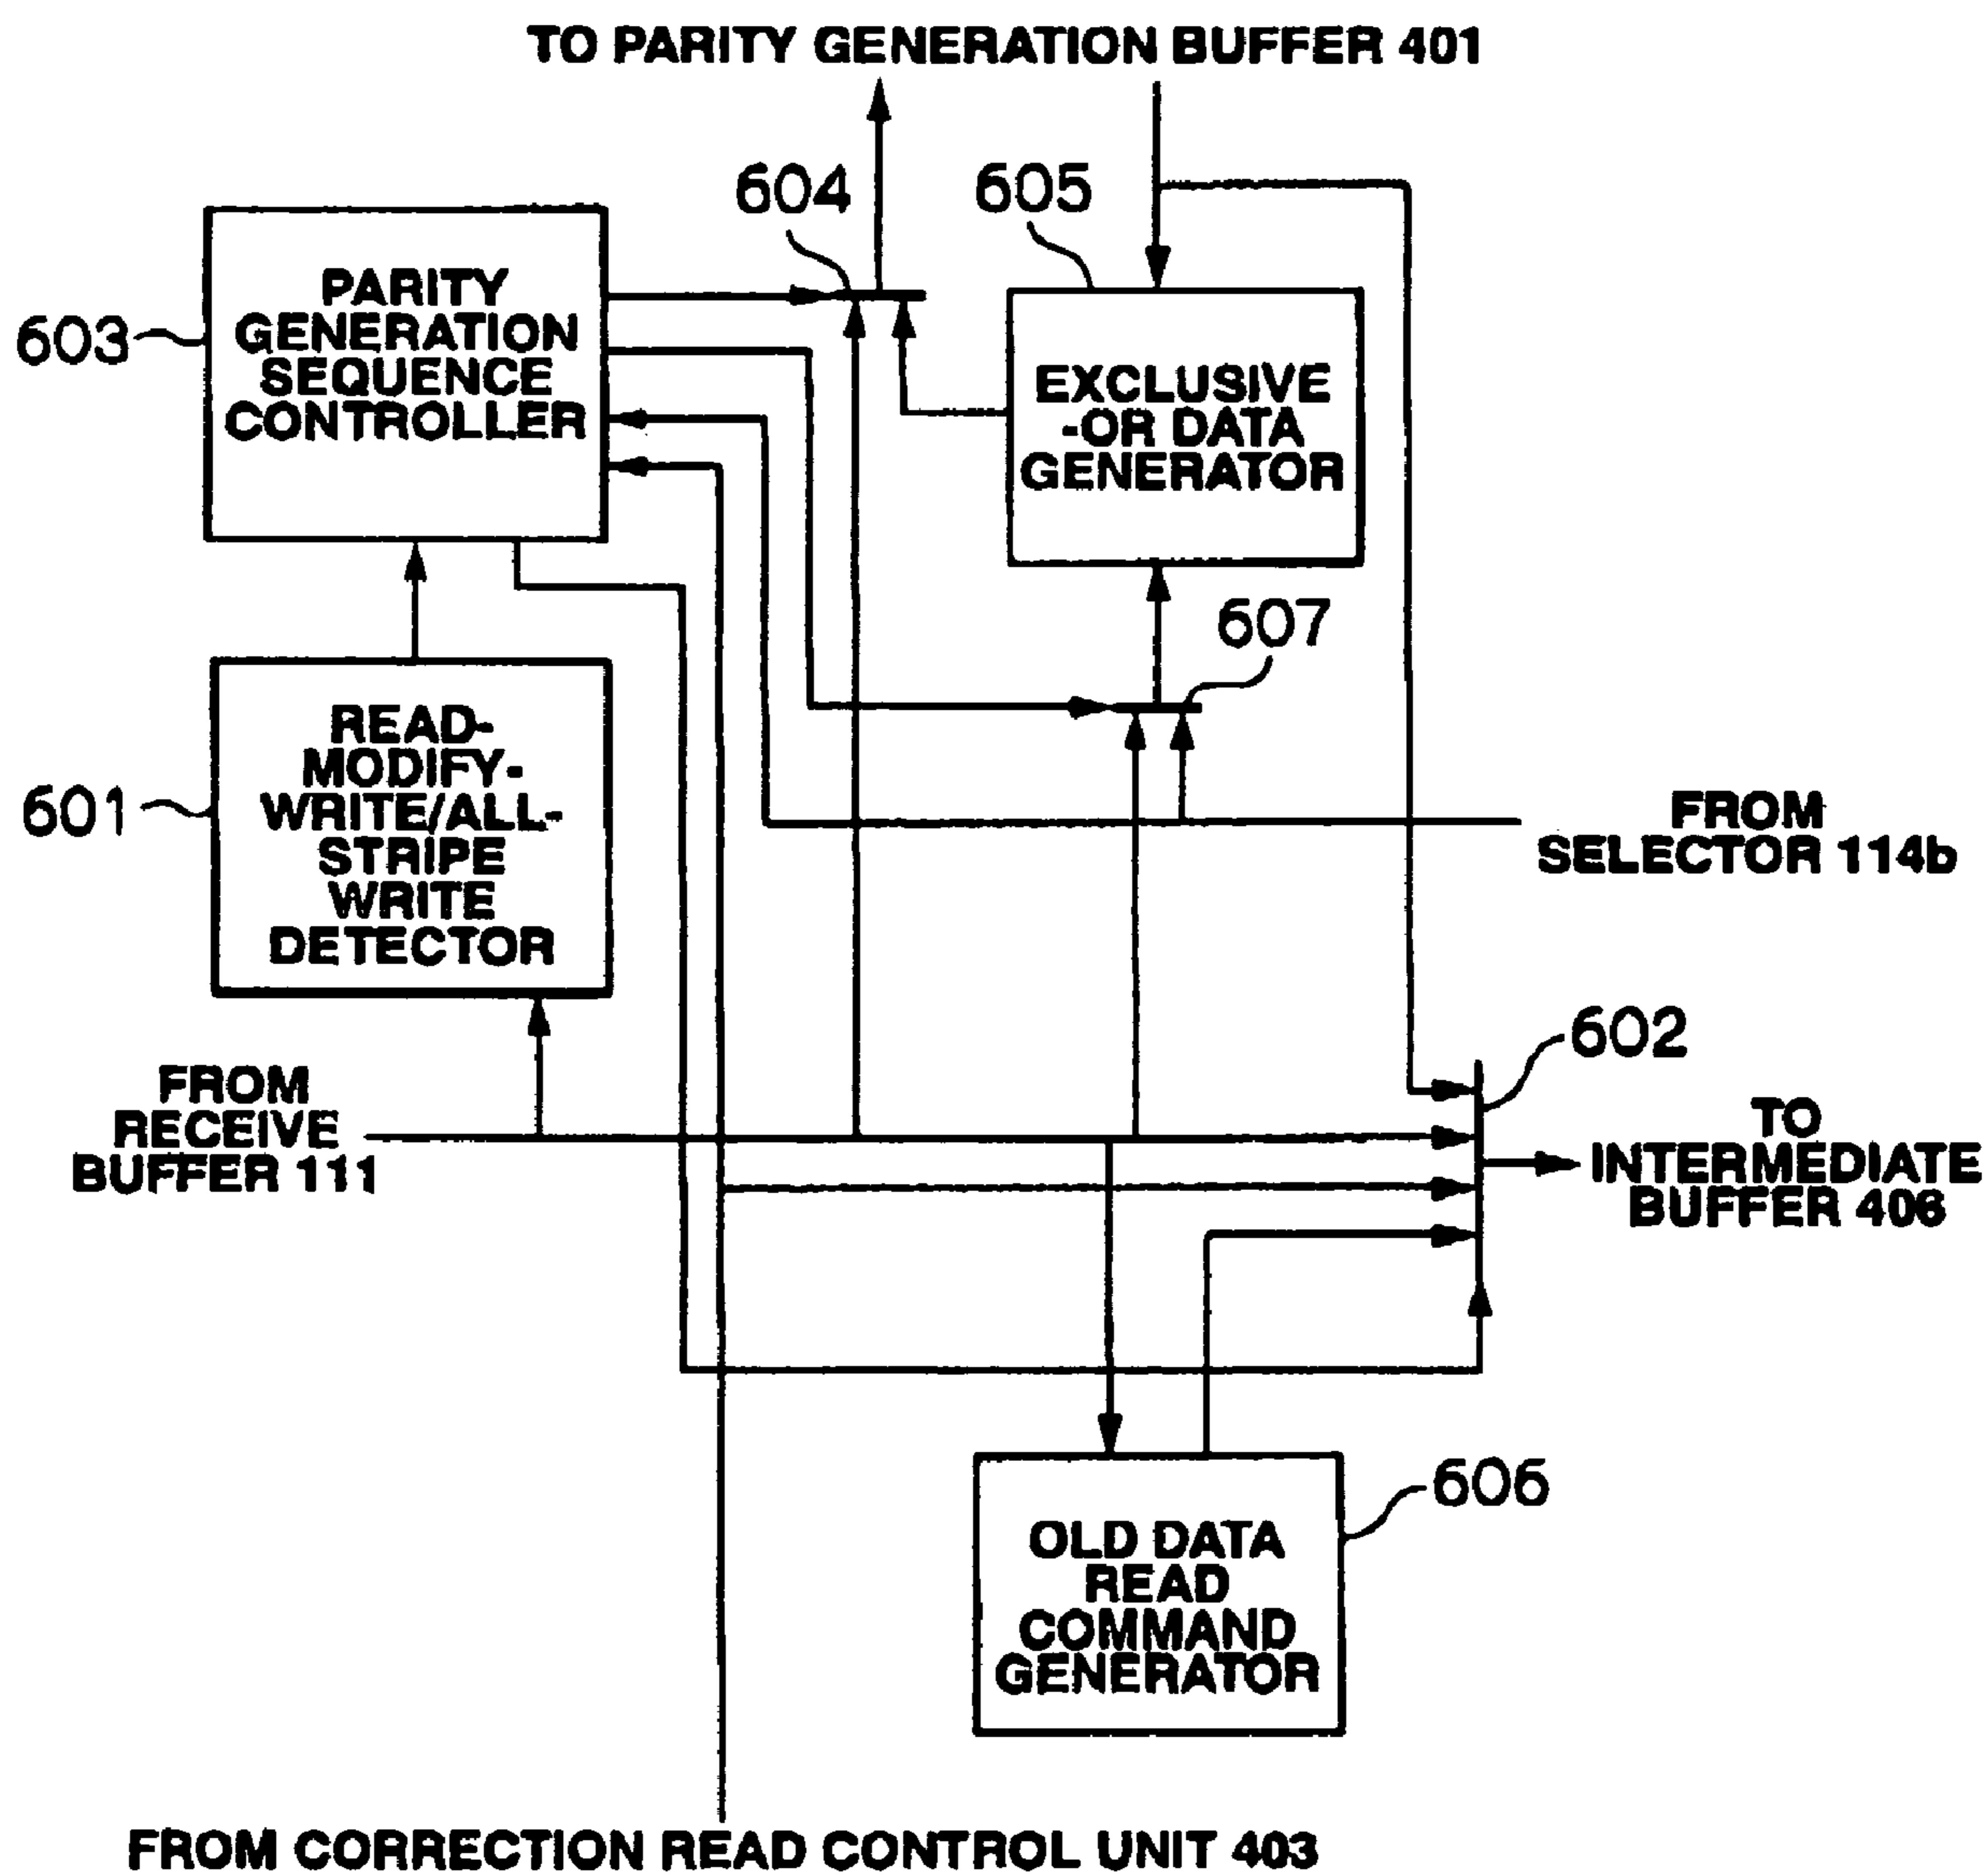 TO PARITY GENERATION BUFFER 401
604
605
603
PARITY
GENERATION
SEQUENCE
CONTROLLER
EXCLUSIVE
-OR DATA
GENERATOR
607
601
READ-
MODIFY-
WRITE/ALL-
STRIPE
WRITE
DETECTOR
FROM
SELECTOR 114b
602
FROM
RECEIVE
BUFFER 111
TO
INTERMEDIATE
BUFFER 406
606
OLD DATA
READ
COMMAND
GENERATOR
FROM CORRECTION READ CONTROL UNIT 403